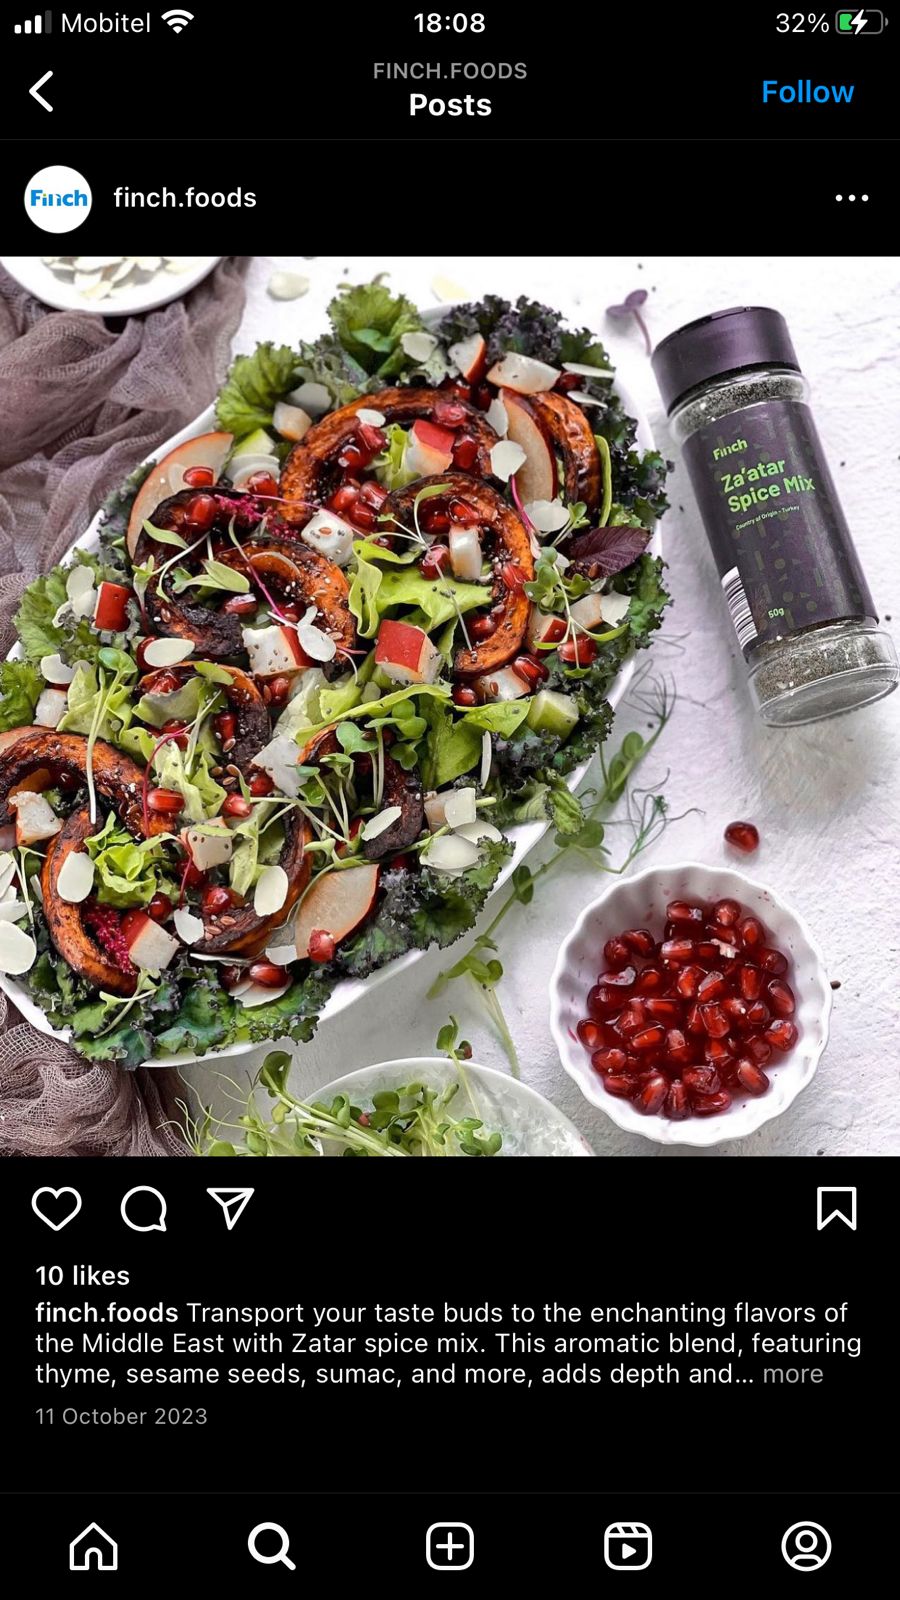 Mobitel 18:08 32%
FINCH.FOODS
Posts
Follow
Finch
finch.foods
Finch
Za'atar
Spice Mix
Country of Origin - Turkey
50g
10 likes
finch.foods Transport your taste buds to the enchanting flavors of
the Middle East with Zatar spice mix. This aromatic blend, featuring
thyme, sesame seeds, sumac, and more, adds depth and... more
11 October 2023